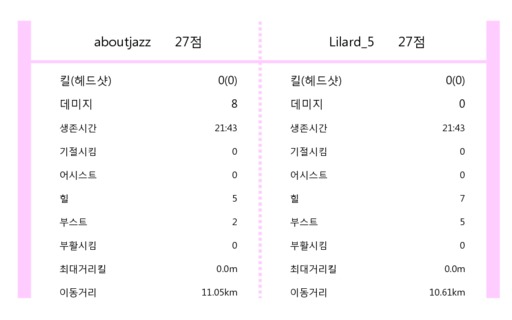 aboutjazz 27점
킬(헤드샷) 0(0)
데미지 8
생존시간 21:43
기절시킴 0
어시스트 0
힐 5
부스트 2
부활시킴 0
최대거리킬 0.0m
이동거리 11.05km
Lilard_5 27점
킬(헤드샷) 0(0)
데미지 0
생존시간 21:43
기절시킴 0
어시스트 0
힐 7
부스트 5
부활시킴 0
최대거리킬 0.0m
이동거리 10.61km